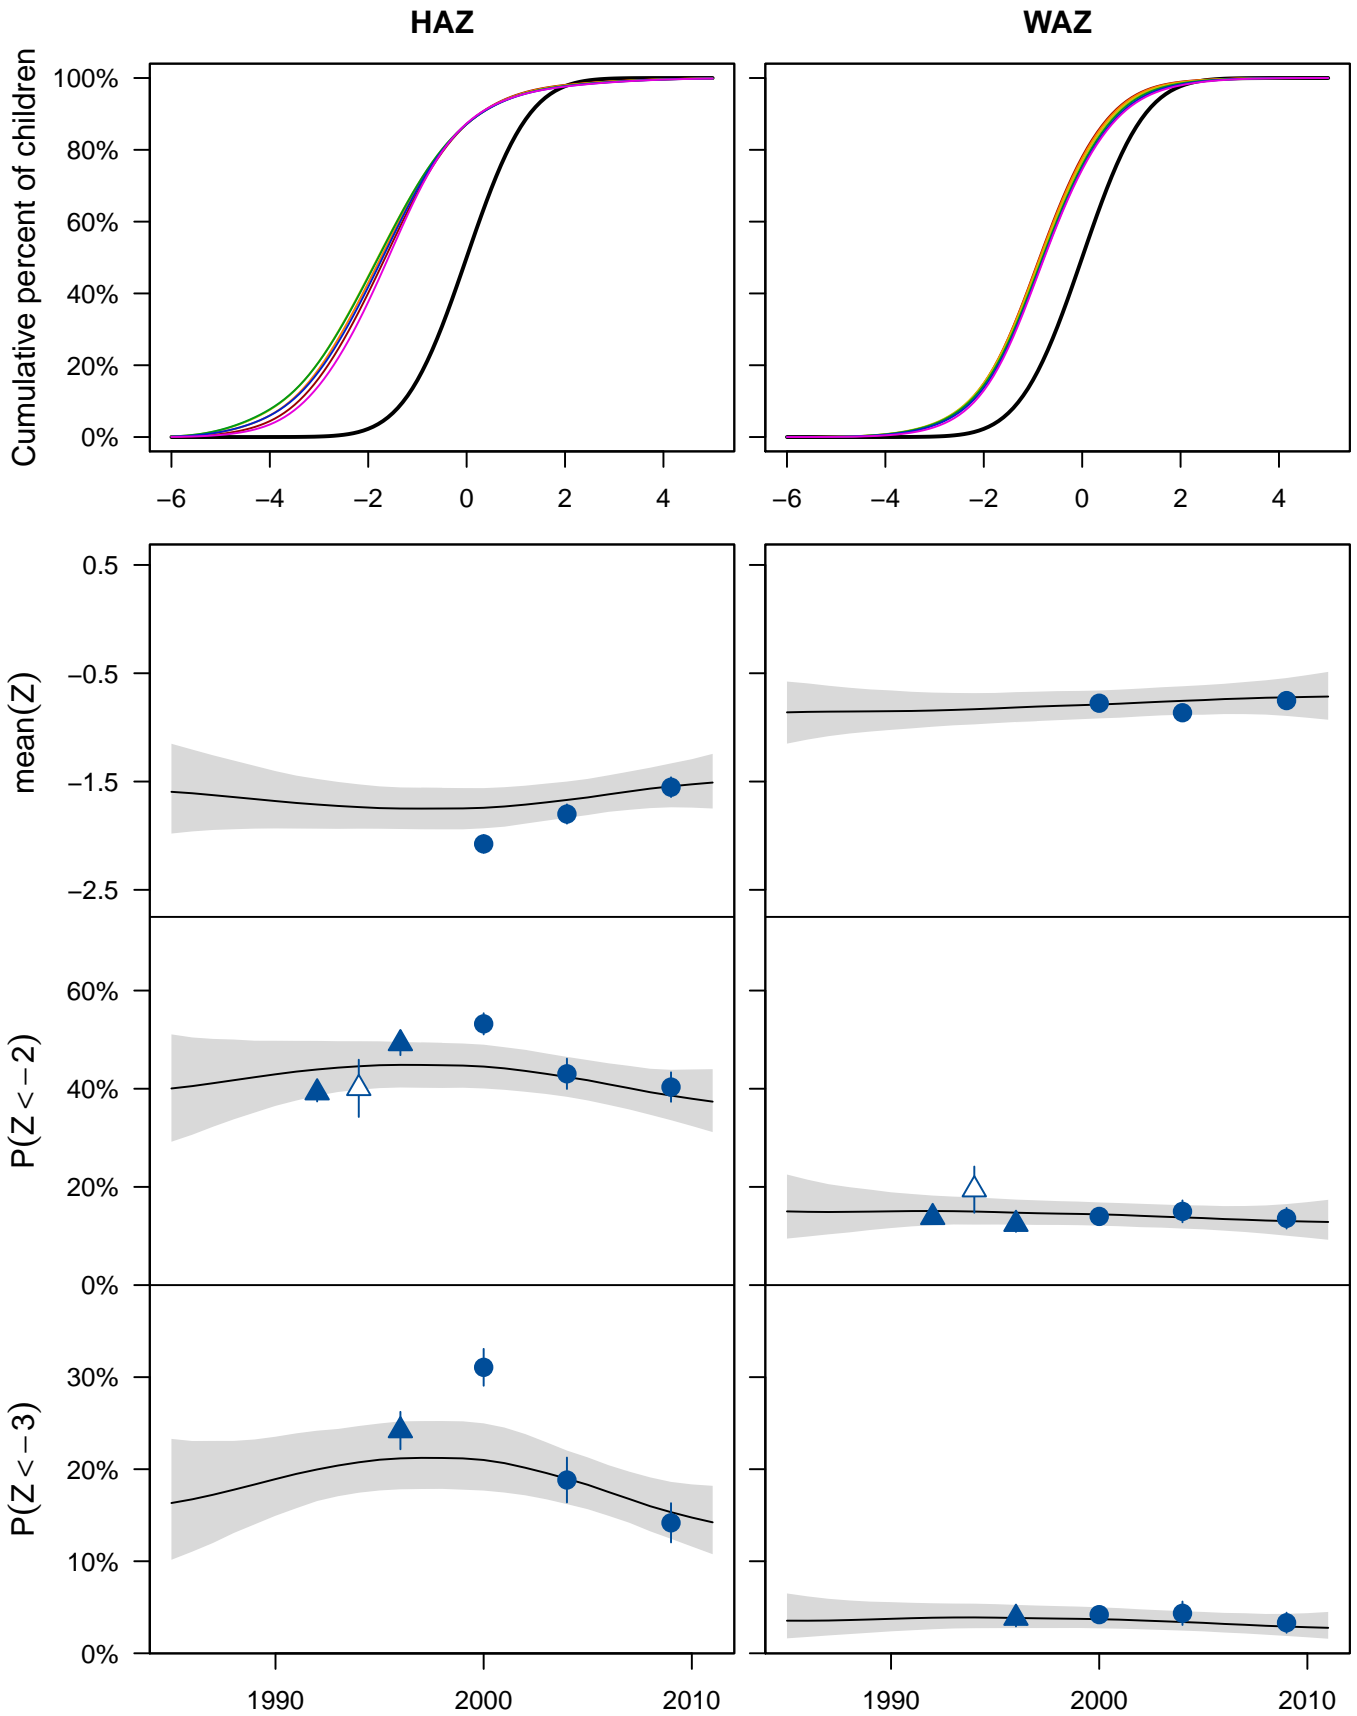 HAZ
WAZ
Cumulative percent of children
100%
80%
60%
40%
20%
0%
−6 −4 −2 0 2 4
−6 −4 −2 0 2 4
mean(Z)
0.5
−0.5
−1.5
−2.5
P(Z < −2)
60%
40%
20%
0%
P(Z < −3)
30%
20%
10%
0%
1990 2000 2010
1990 2000 2010